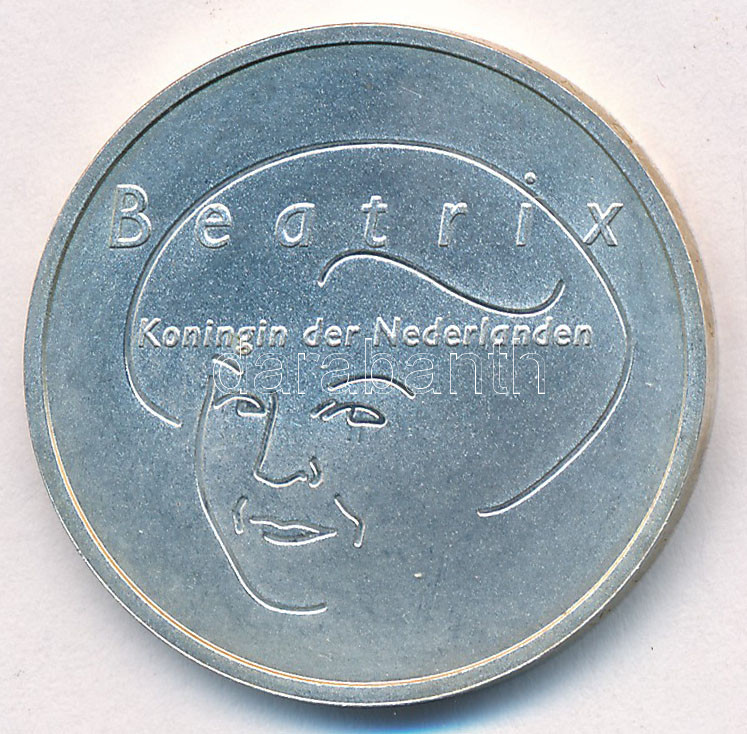 Beatrix
Koningin der Nederlanden
darabanth